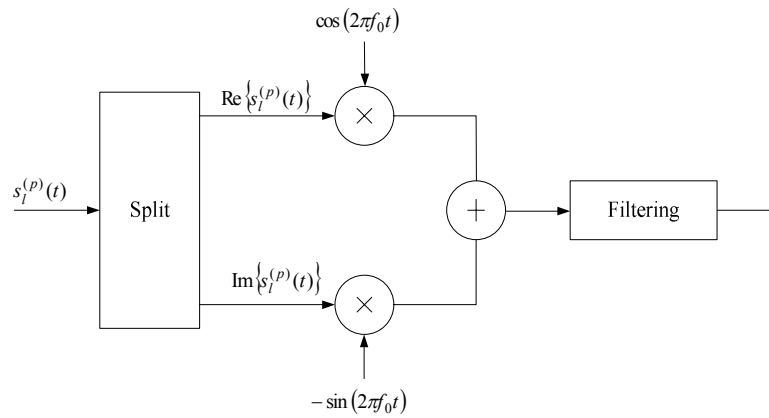 cos(2πf₀t)
Re{s_l^(p)(t)}
×
s_l^(p)(t)
Split
+
Filtering
Im{s_l^(p)(t)}
×
−sin(2πf₀t)